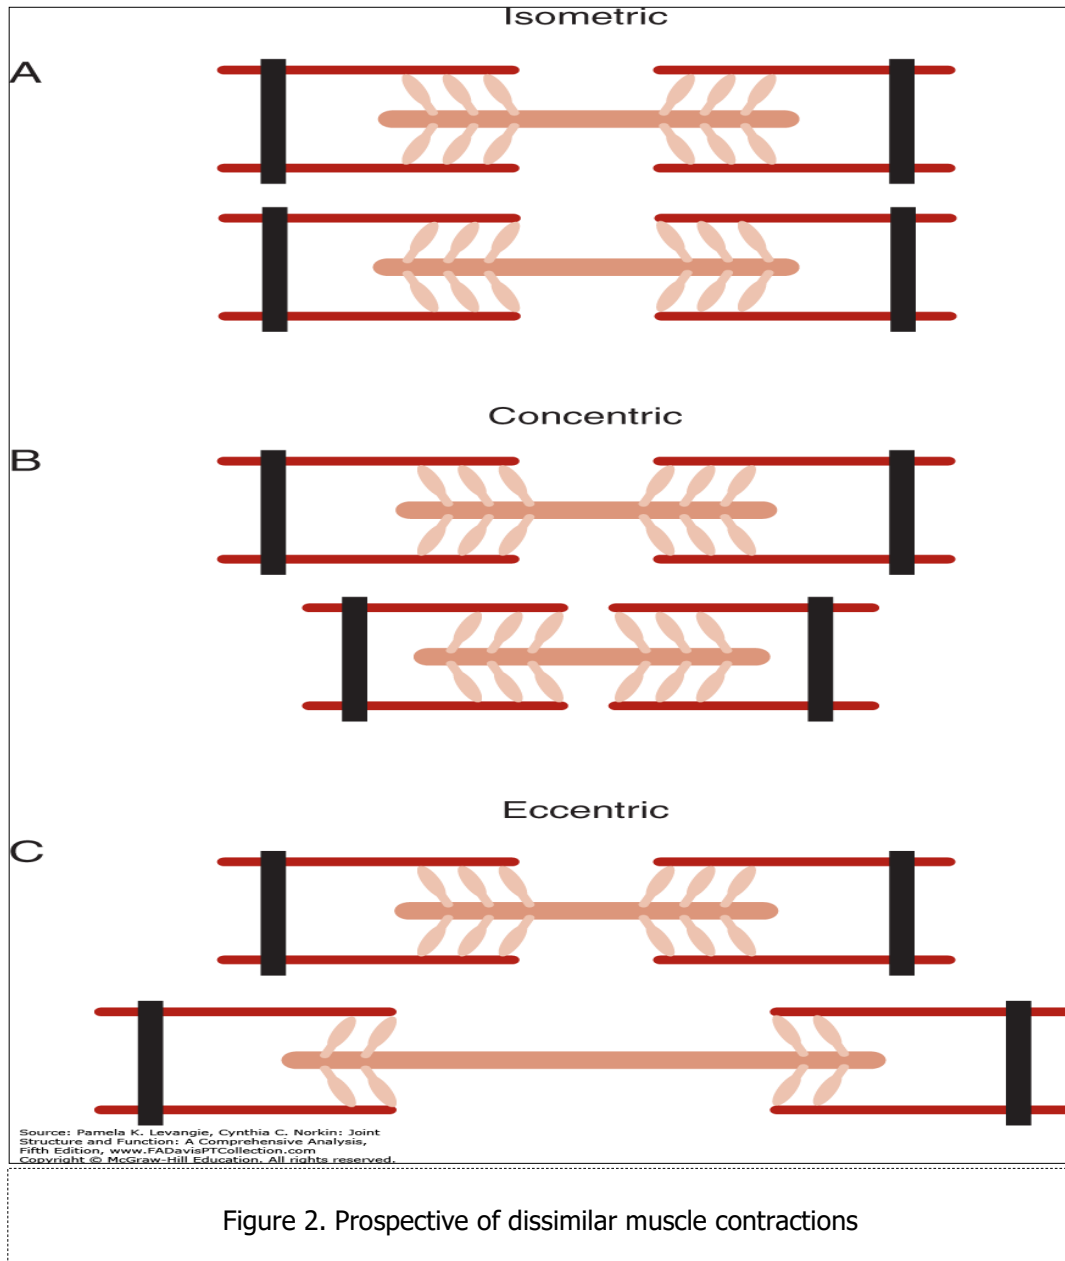 Isometric
A
Concentric
B
Eccentric
C
Source: Pamela K. Levangie, Cynthia C. Norkin: Joint
Structure and Function: A Comprehensive Analysis,
Fifth Edition, www.FADavisPTCollection.com
Copyright © McGraw-Hill Education. All rights reserved.
Figure 2. Prospective of dissimilar muscle contractions